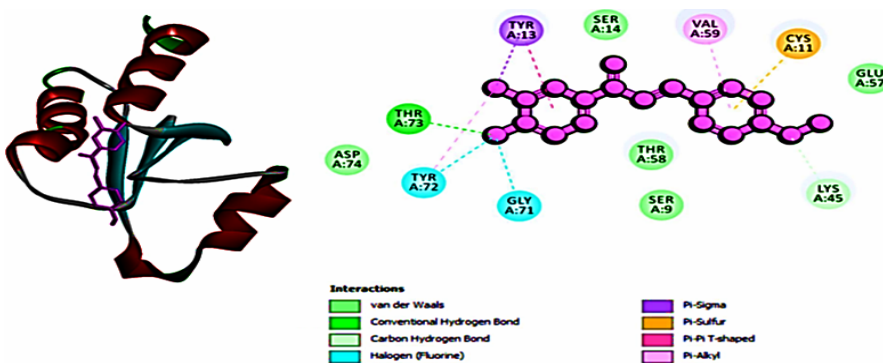 TYR
A:13
SER
A:14
VAL
A:59
CYS
A:11
GLU
A:57
THR
A:73
ASP
A:74
TYR
A:72
GLY
A:71
THR
A:58
SER
A:9
LYS
A:45
Interactions
van der Waals
Conventional Hydrogen Bond
Carbon Hydrogen Bond
Halogen (Fluorine)
Pi-Sigma
Pi-Sulfur
Pi-Pi T-shaped
Pi-Alkyl